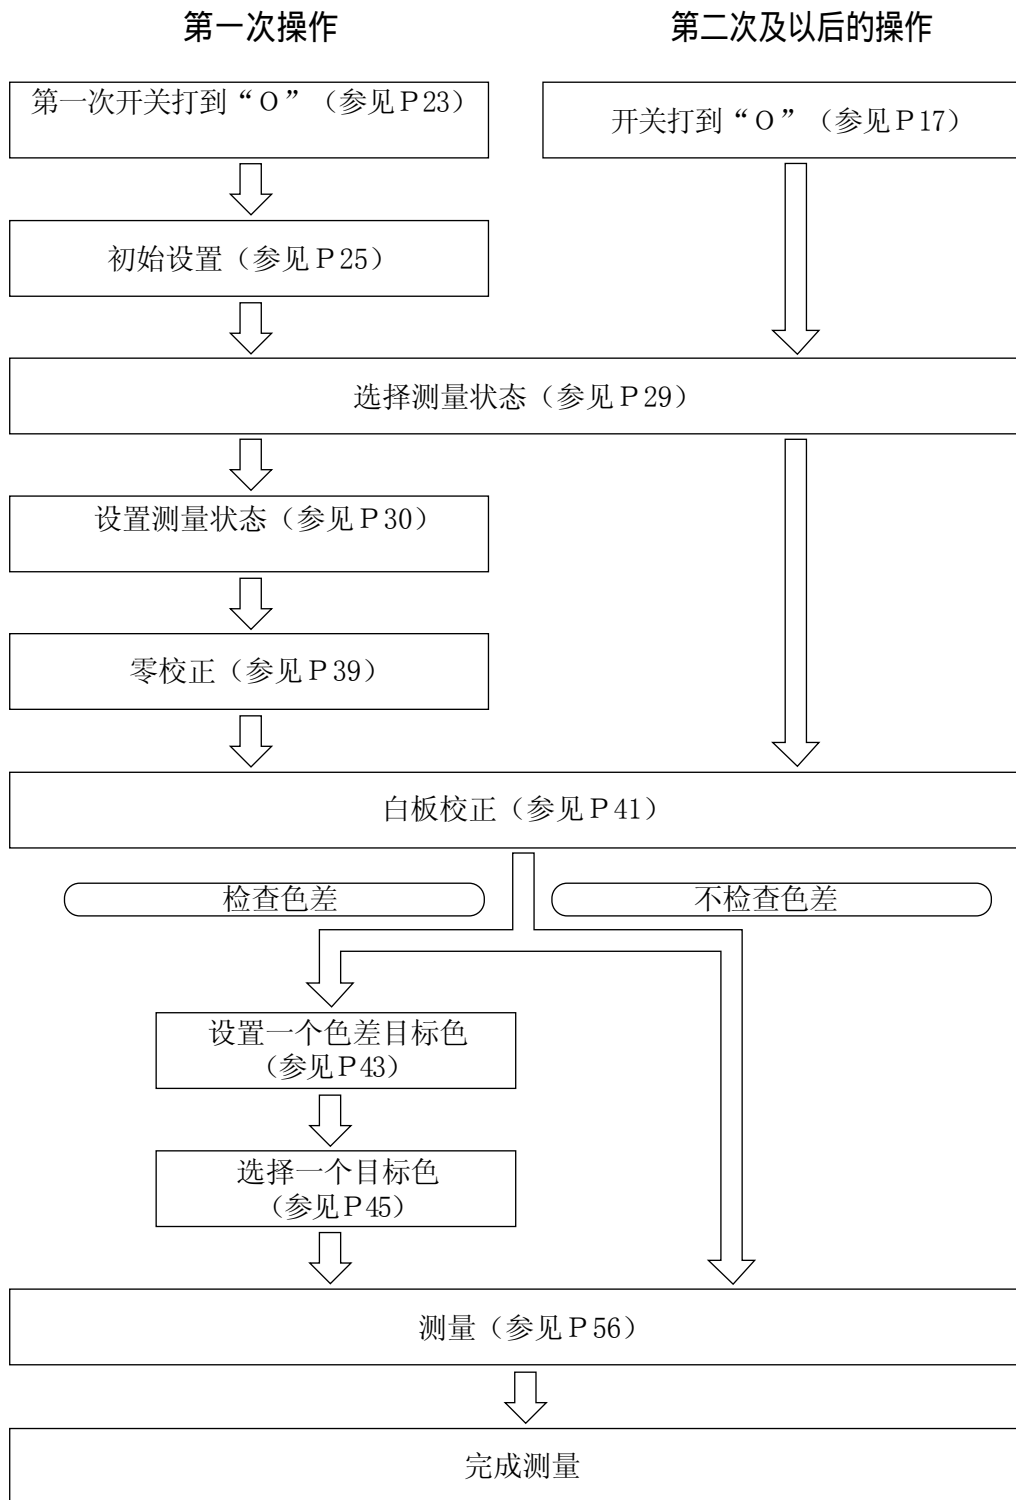 第一次操作
第二次及以后的操作
第一次开关打到“O”（参见P23）
开关打到“O”（参见P17）
初始设置（参见P25）
选择测量状态（参见P29）
设置测量状态（参见P30）
零校正（参见P39）
白板校正（参见P41）
检查色差
不检查色差
设置一个色差目标色
（参见P43）
选择一个目标色
（参见P45）
测量（参见P56）
完成测量